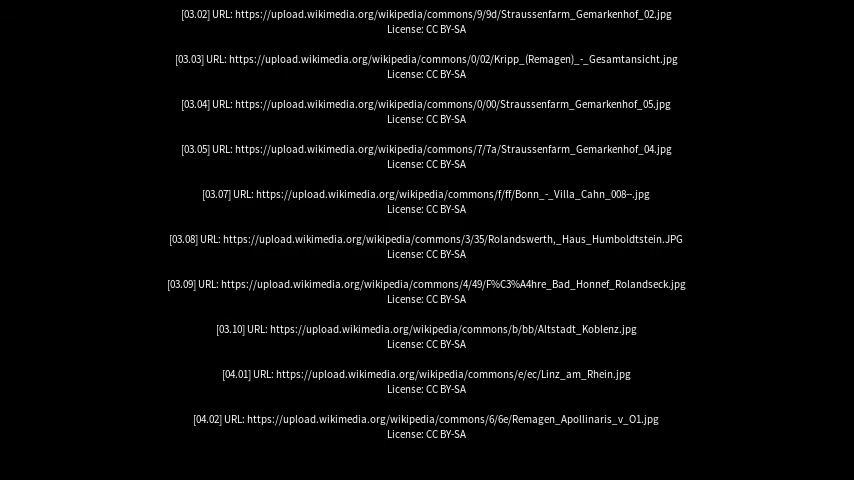 [03.02] URL: https://upload.wikimedia.org/wikipedia/commons/9/9d/Straussenfarm_Gemarkenhof_02.jpg
License: CC BY-SA
[03.03] URL: https://upload.wikimedia.org/wikipedia/commons/0/02/Kripp_(Remagen)_-_Gesamtansicht.jpg
License: CC BY-SA
[03.04] URL: https://upload.wikimedia.org/wikipedia/commons/0/00/Straussenfarm_Gemarkenhof_05.jpg
License: CC BY-SA
[03.05] URL: https://upload.wikimedia.org/wikipedia/commons/7/7a/Straussenfarm_Gemarkenhof_04.jpg
License: CC BY-SA
[03.07] URL: https://upload.wikimedia.org/wikipedia/commons/f/ff/Bonn_-_Villa_Cahn_008--.jpg
License: CC BY-SA
[03.08] URL: https://upload.wikimedia.org/wikipedia/commons/3/35/Rolandswerth,_Haus_Humboldtstein.JPG
License: CC BY-SA
[03.09] URL: https://upload.wikimedia.org/wikipedia/commons/4/49/F%C3%A4hre_Bad_Honnef_Rolandseck.jpg
License: CC BY-SA
[03.10] URL: https://upload.wikimedia.org/wikipedia/commons/b/bb/Altstadt_Koblenz.jpg
License: CC BY-SA
[04.01] URL: https://upload.wikimedia.org/wikipedia/commons/e/ec/Linz_am_Rhein.jpg
License: CC BY-SA
[04.02] URL: https://upload.wikimedia.org/wikipedia/commons/6/6e/Remagen_Apollinaris_v_O1.jpg
License: CC BY-SA